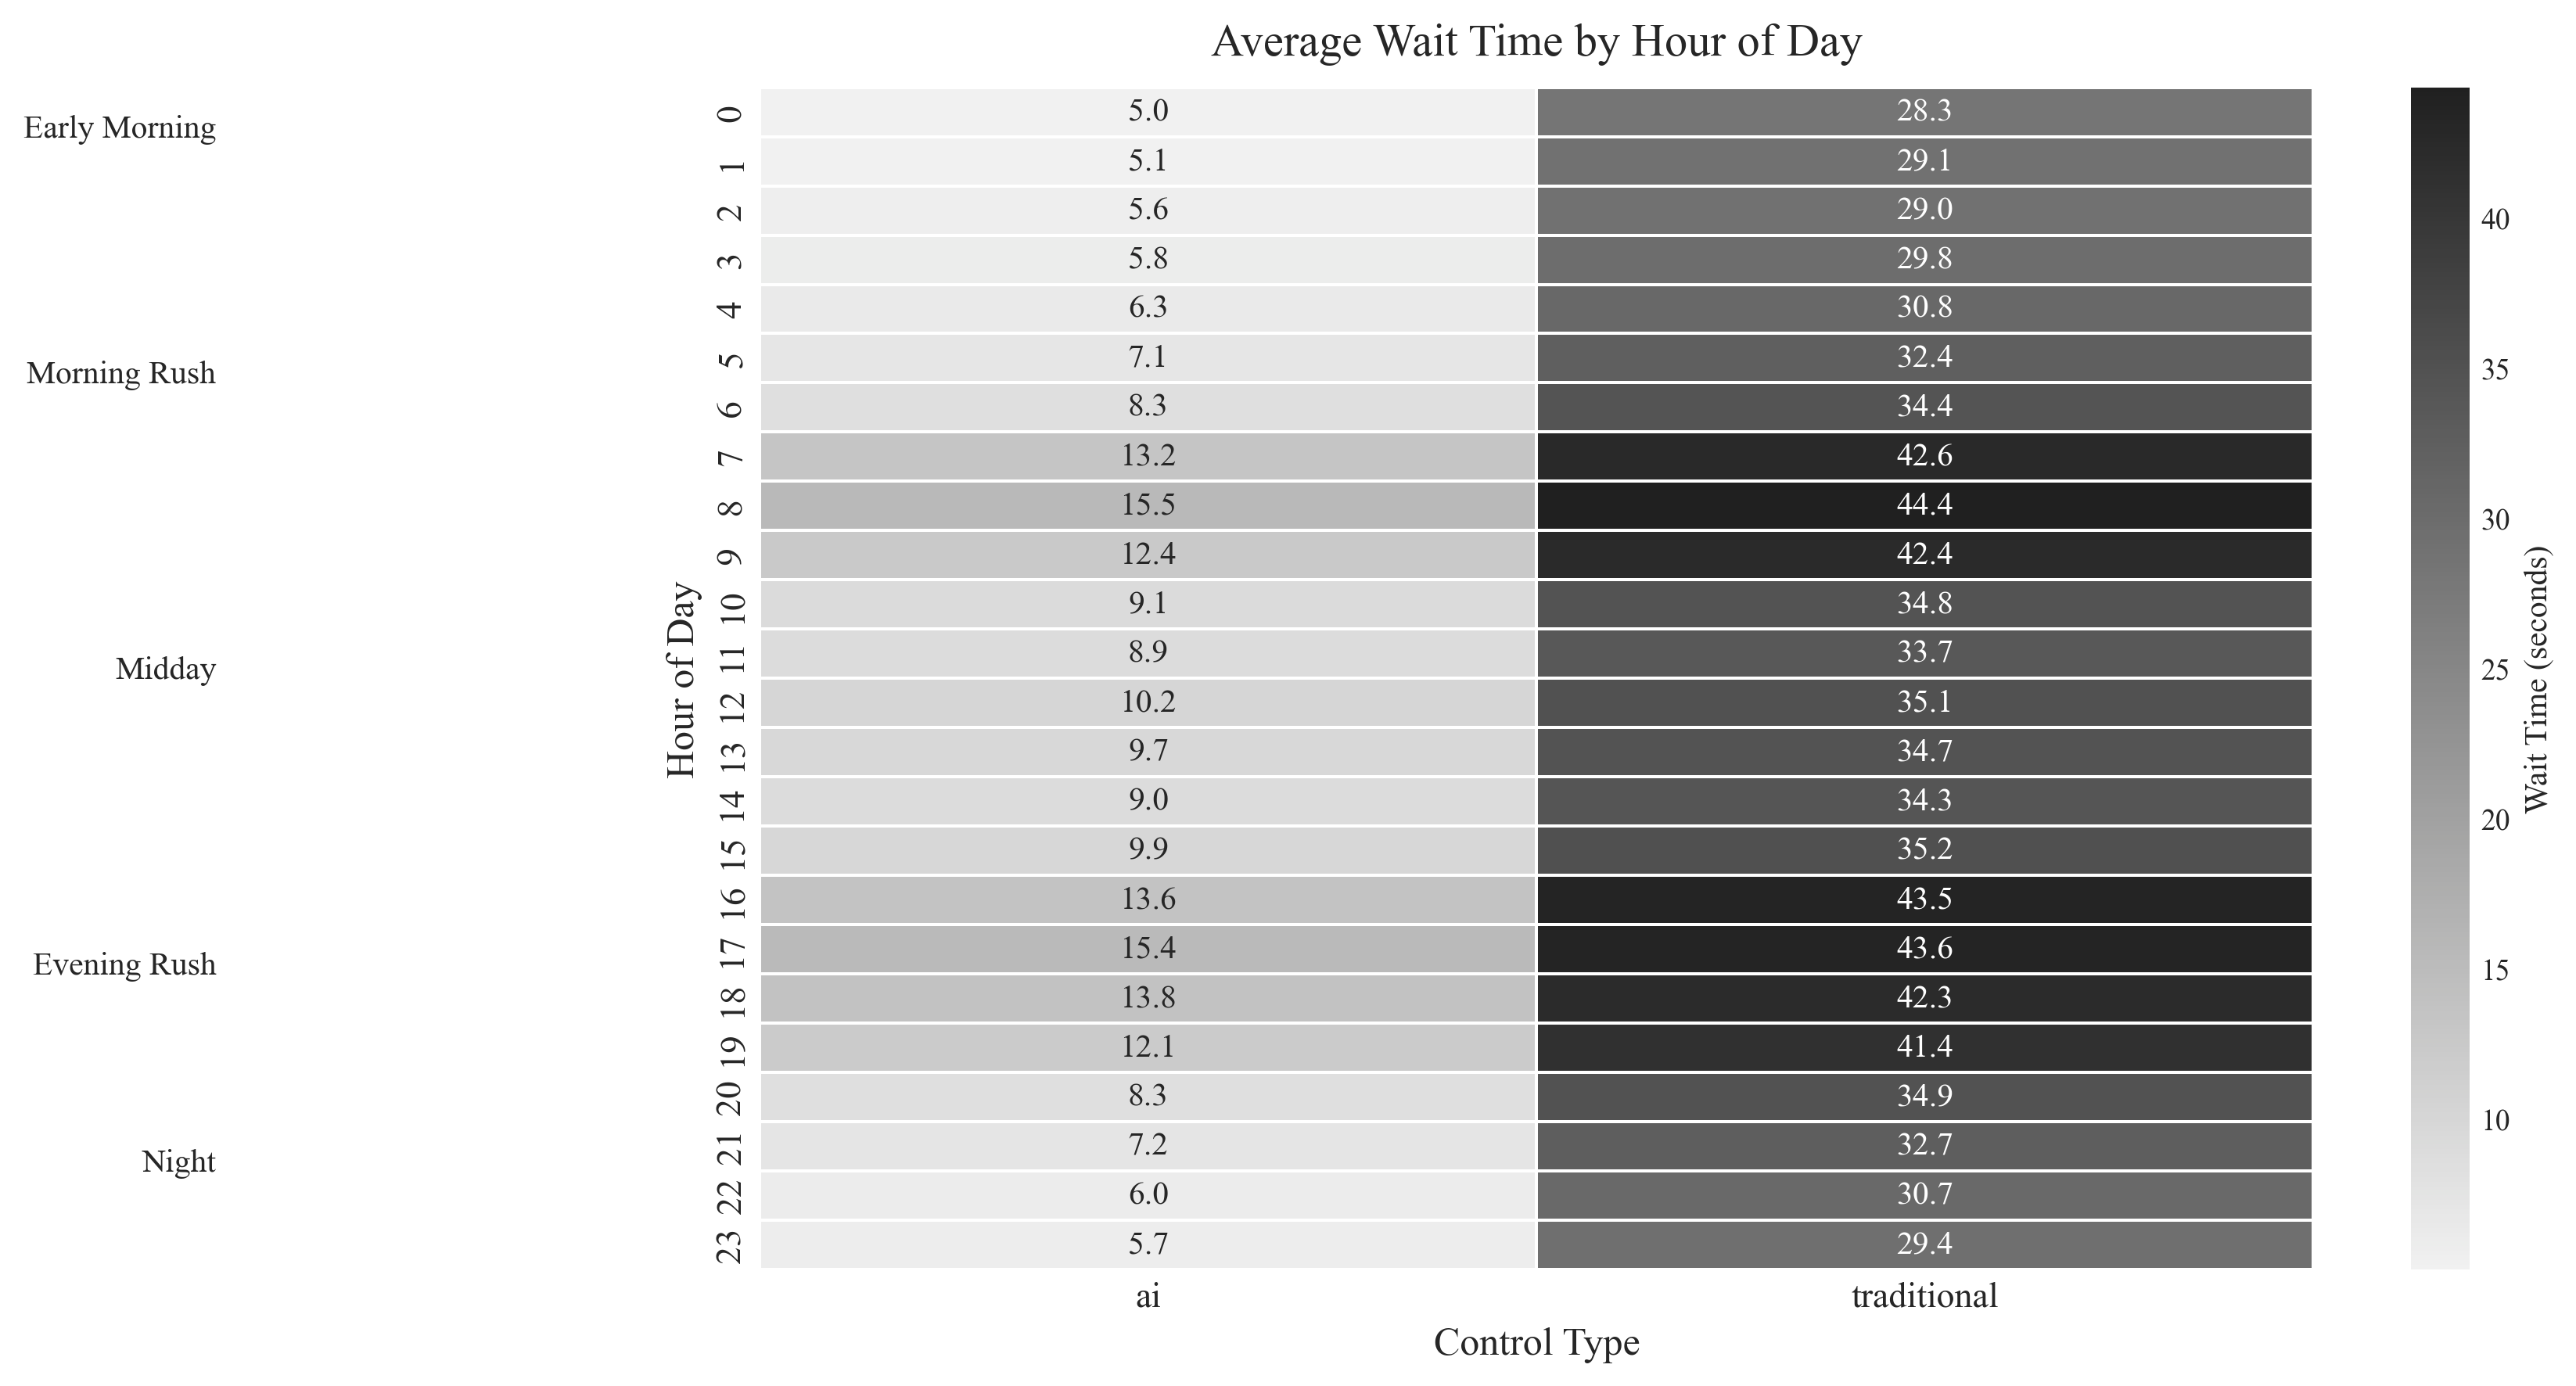 Average Wait Time by Hour of Day
Early Morning
Morning Rush
Midday
Evening Rush
Night
Hour of Day
0 5.0 28.3
1 5.1 29.1
2 5.6 29.0
3 5.8 29.8
4 6.3 30.8
5 7.1 32.4
6 8.3 34.4
7 13.2 42.6
8 15.5 44.4
9 12.4 42.4
10 9.1 34.8
11 8.9 33.7
12 10.2 35.1
13 9.7 34.7
14 9.0 34.3
15 9.9 35.2
16 13.6 43.5
17 15.4 43.6
18 13.8 42.3
19 12.1 41.4
20 8.3 34.9
21 7.2 32.7
22 6.0 30.7
23 5.7 29.4
ai traditional
Control Type
40
35
30
25
20
15
10
Wait Time (seconds)